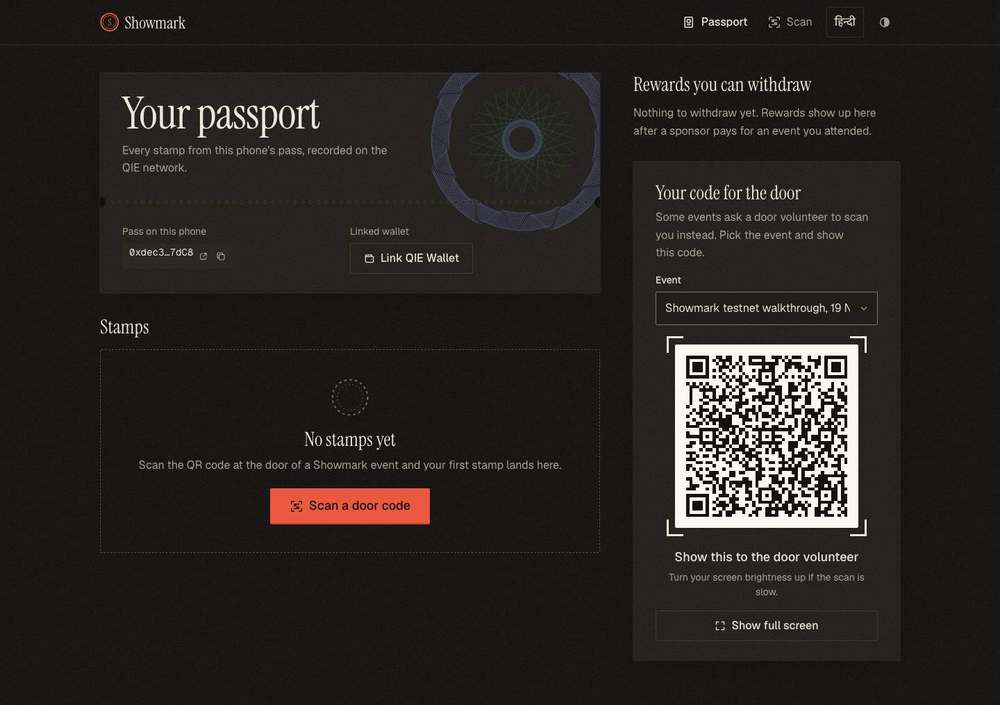 Showmark
Passport
Scan
हिन्दी
Your passport
Every stamp from this phone's pass, recorded on the
QIE network.
Pass on this phone
0xdec3…7dC8
Linked wallet
Link QIE Wallet
Stamps
No stamps yet
Scan the QR code at the door of a Showmark event and your first stamp lands here.
Scan a door code
Rewards you can withdraw
Nothing to withdraw yet. Rewards show up here
after a sponsor pays for an event you attended.
Your code for the door
Some events ask a door volunteer to scan
you instead. Pick the event and show
this code.
Event
Showmark testnet walkthrough, 19 N
Show this to the door volunteer
Turn your screen brightness up if the scan is
slow.
Show full screen